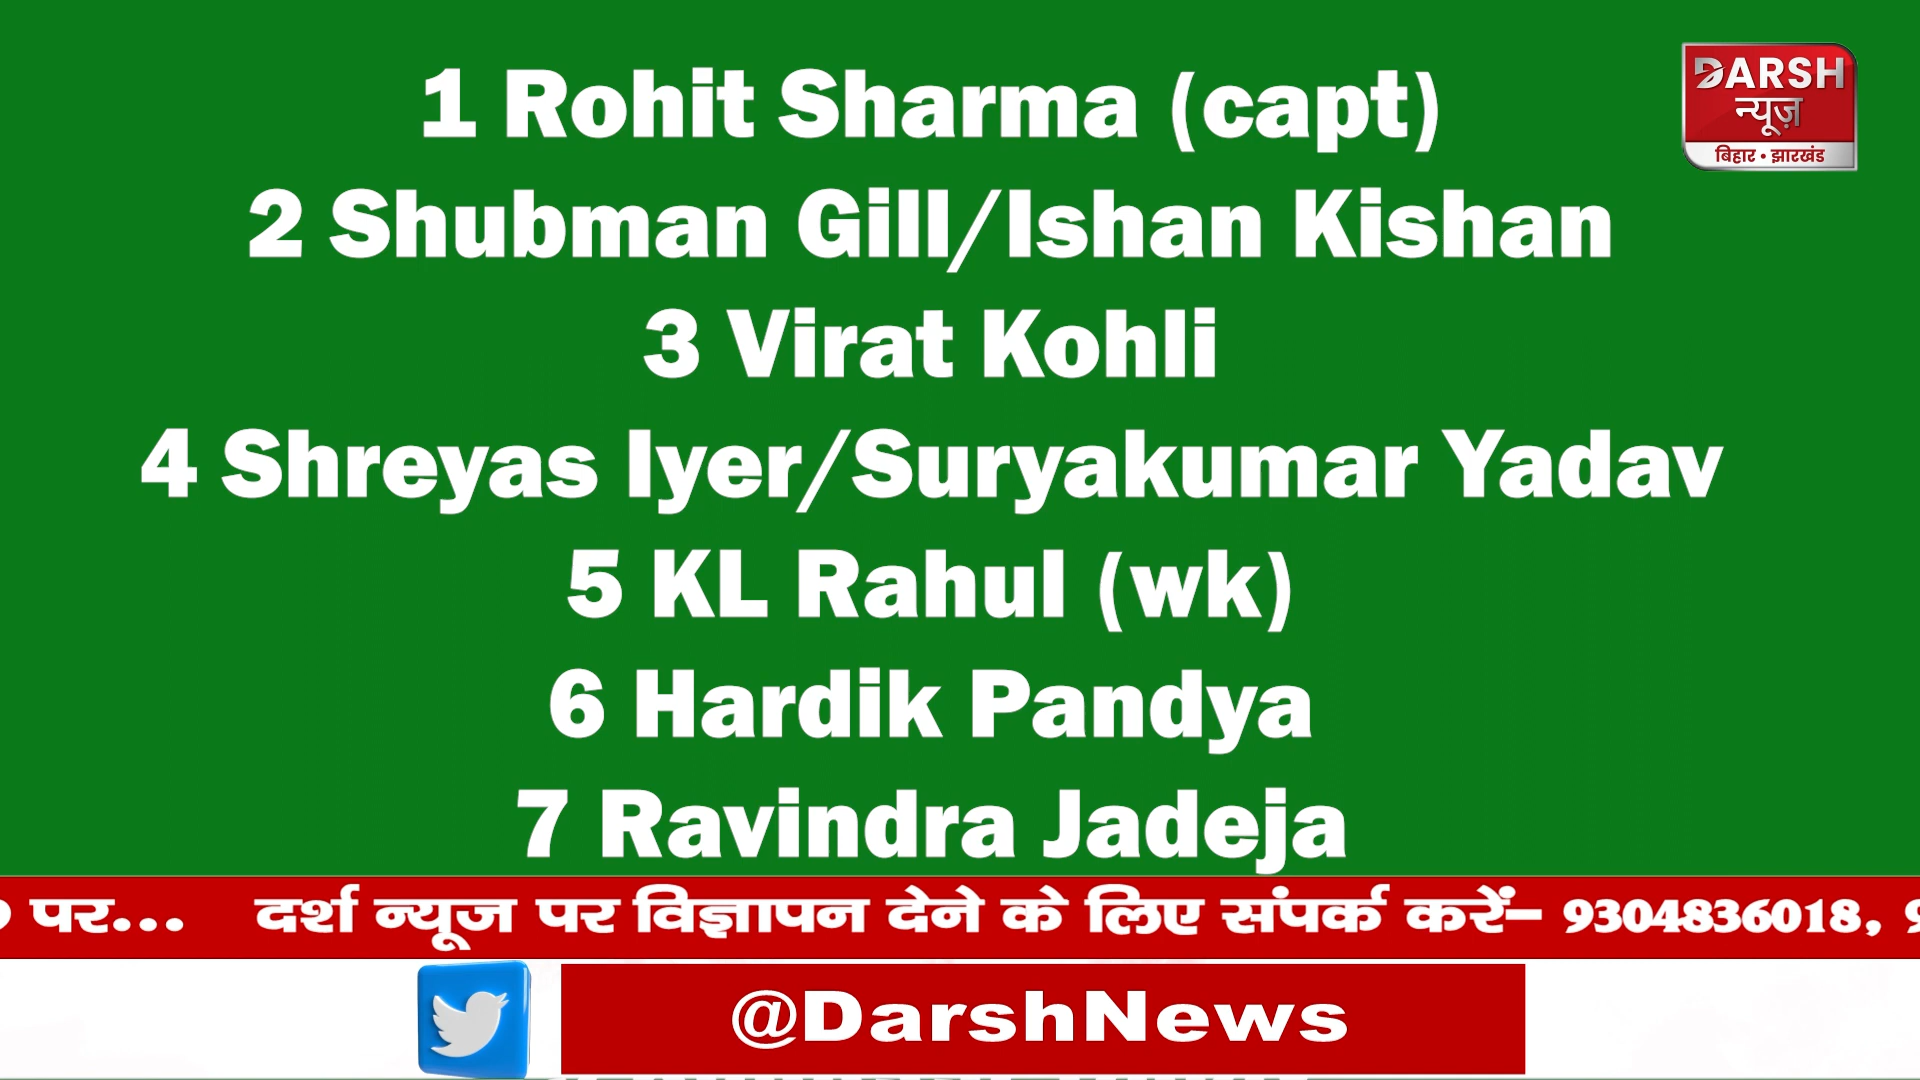 1 Rohit Sharma (capt)
DARSH
न्यूज़
बिहार • झारखंड
2 Shubman Gill/Ishan Kishan
3 Virat Kohli
4 Shreyas Iyer/Suryakumar Yadav
5 KL Rahul (wk)
6 Hardik Pandya
7 Ravindra Jadeja
पर... दर्श न्यूज पर विज्ञापन देने के लिए संपर्क करें– 9304836018,
@DarshNews